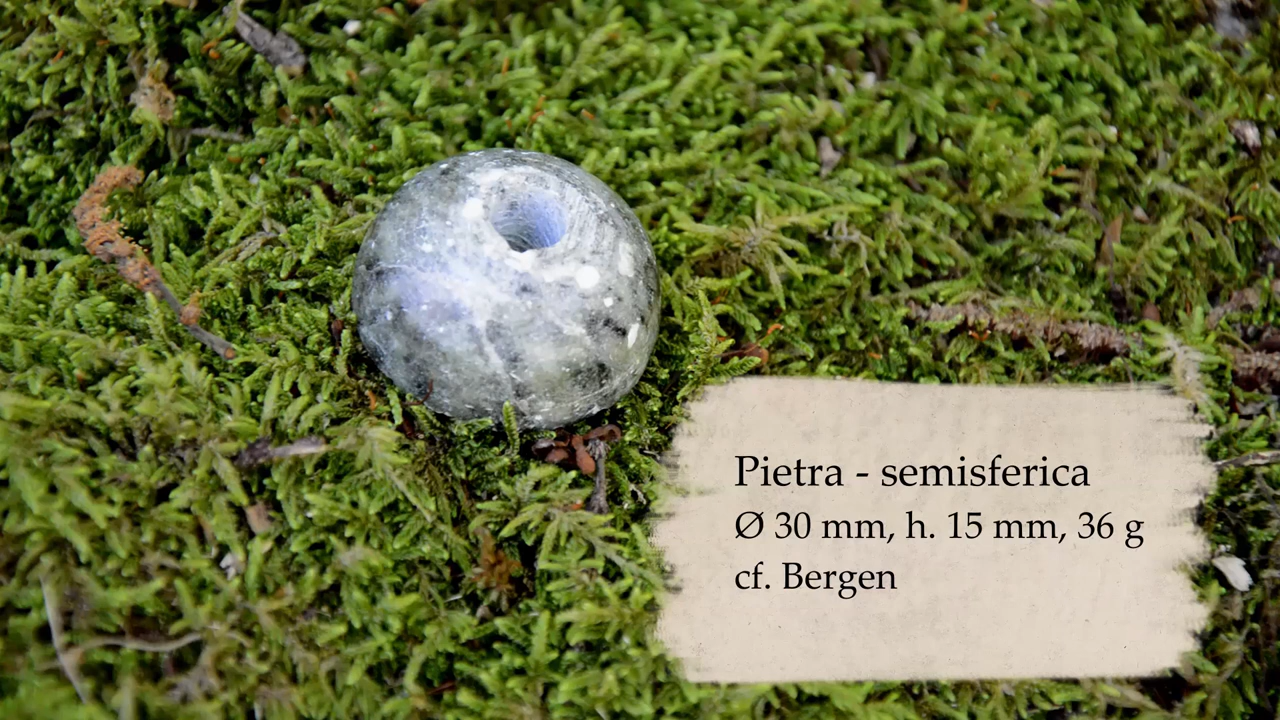 Pietra - semisferica
Ø 30 mm, h. 15 mm, 36 g
cf. Bergen